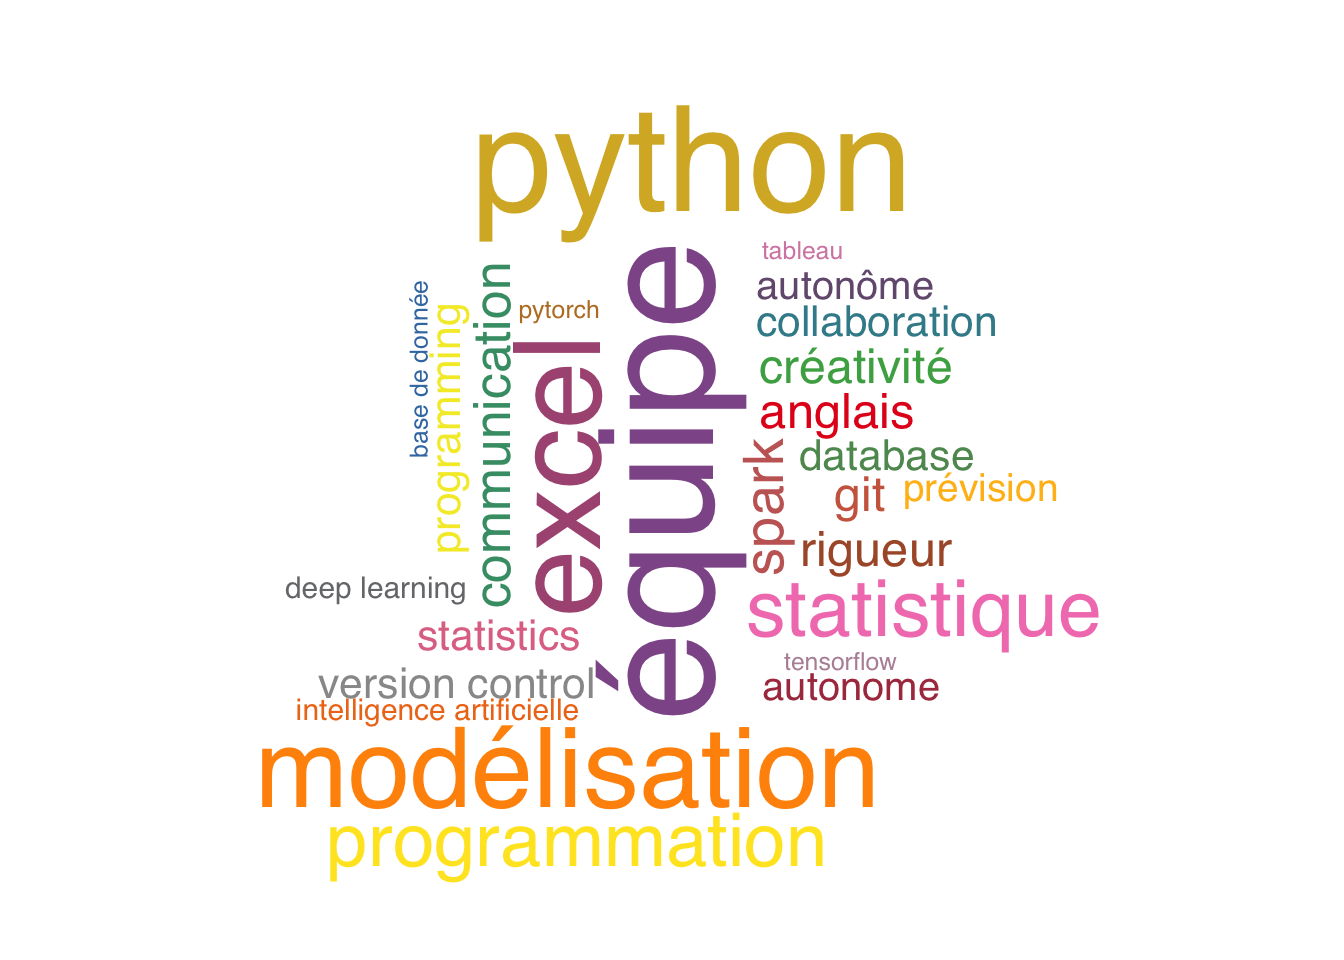 python
équipe
excel
tableau
autonôme
collaboration
créativité
anglais
database
git
prévision
spark
rigueur
statistique
tensorflow
autonome
base de donnée
programming
communication
pytorch
deep learning
statistics
version control
intelligence artificielle
modélisation
programmation